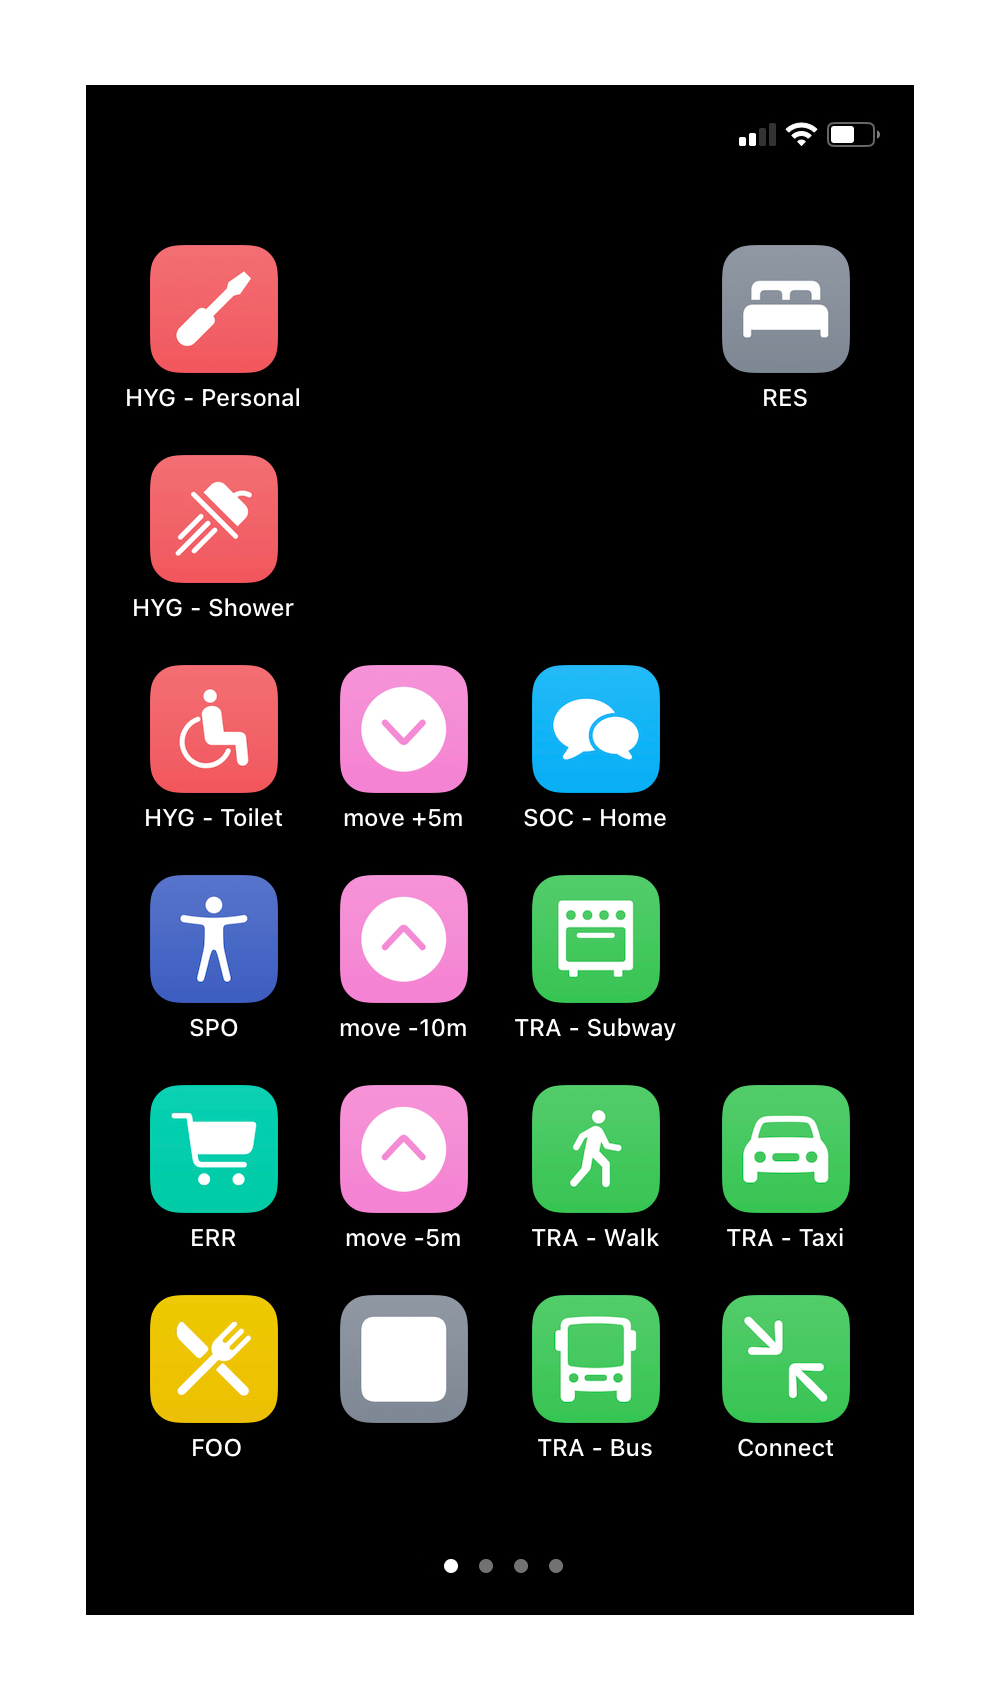 HYG - Personal
RES
HYG - Shower
HYG - Toilet
move +5m
SOC - Home
SPO
move -10m
TRA - Subway
ERR
move -5m
TRA - Walk
TRA - Taxi
FOO
TRA - Bus
Connect